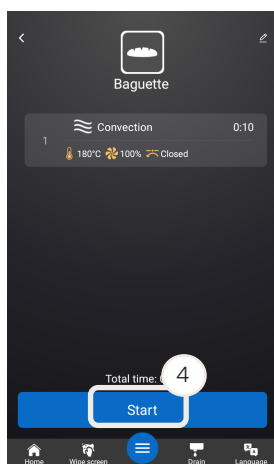 Baguette
Convection 0:10
1
180°C 100% Closed
Total time:
4
Start
Home Wipe screen Drain Language